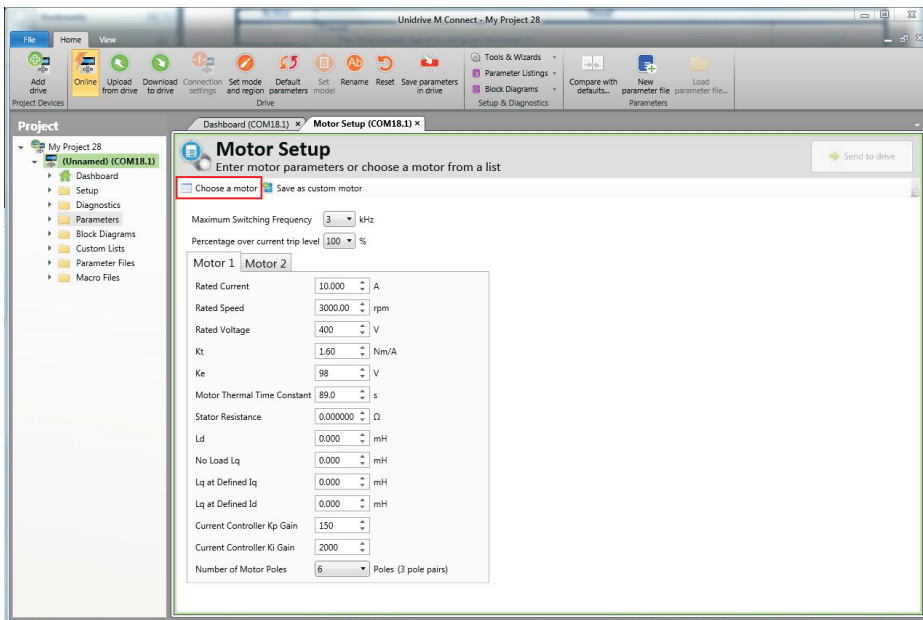 Unidrive M Connect - My Project 28
File Home View
Add drive
Online
Upload from drive
Download to drive
Connection settings
Set mode and region
Default parameters
Set model
Rename
Reset
Save parameters in drive
Tools & Wizards
Parameter Listings
Block Diagrams
Compare with defaults...
New parameter file
Load parameter file...
Project Devices
Drive
Setup & Diagnostics
Parameters
Project
Dashboard (COM18.1) × Motor Setup (COM18.1) ×
My Project 28
(Unnamed) (COM18.1)
Dashboard
Setup
Diagnostics
Parameters
Block Diagrams
Custom Lists
Parameter Files
Macro Files
Motor Setup
Enter motor parameters or choose a motor from a list
Send to drive
Choose a motor Save as custom motor
Maximum Switching Frequency 3 kHz
Percentage over current trip level 100 %
Motor 1 Motor 2
Rated Current 10.000 A
Rated Speed 3000.00 rpm
Rated Voltage 400 V
Kt 1.60 Nm/A
Ke 98 V
Motor Thermal Time Constant 89.0 s
Stator Resistance 0.000000 Ω
Ld 0.000 mH
No Load Lq 0.000 mH
Lq at Defined Iq 0.000 mH
Lq at Defined Id 0.000 mH
Current Controller Kp Gain 150
Current Controller Ki Gain 2000
Number of Motor Poles 6 Poles (3 pole pairs)